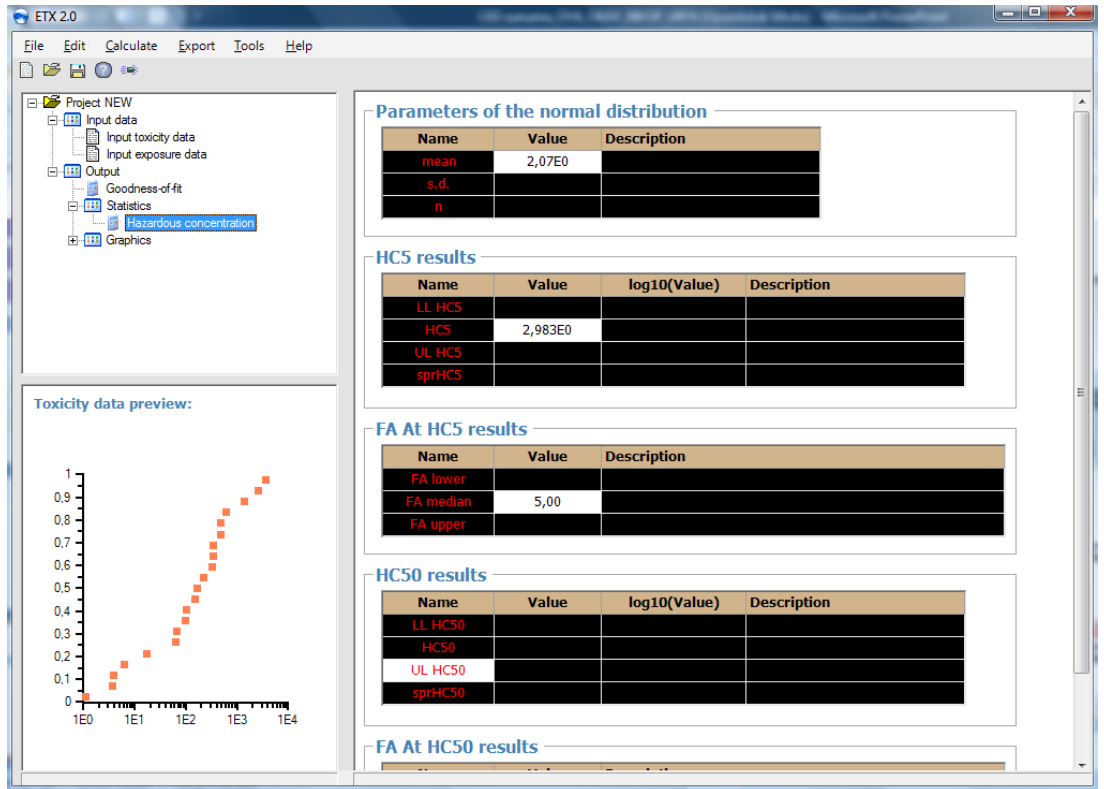 ETX 2.0
File Edit Calculate Export Tools Help
Project NEW
Input data
Input toxicity data
Input exposure data
Output
Goodness-of-fit
Statistics
Hazardous concentration
Graphics
Toxicity data preview:
1
0,9
0,8
0,7
0,6
0,5
0,4
0,3
0,2
0,1
0
1E0 1E1 1E2 1E3 1E4
Parameters of the normal distribution
Name Value Description
mean 2,07E0
s.d.
n
HC5 results
Name Value log10(Value) Description
LL HC5
HC5 2,983E0
UL HC5
sprHC5
FA At HC5 results
Name Value Description
FA lower
FA median 5,00
FA upper
HC50 results
Name Value log10(Value) Description
LL HC50
HC50
UL HC50
sprHC50
FA At HC50 results